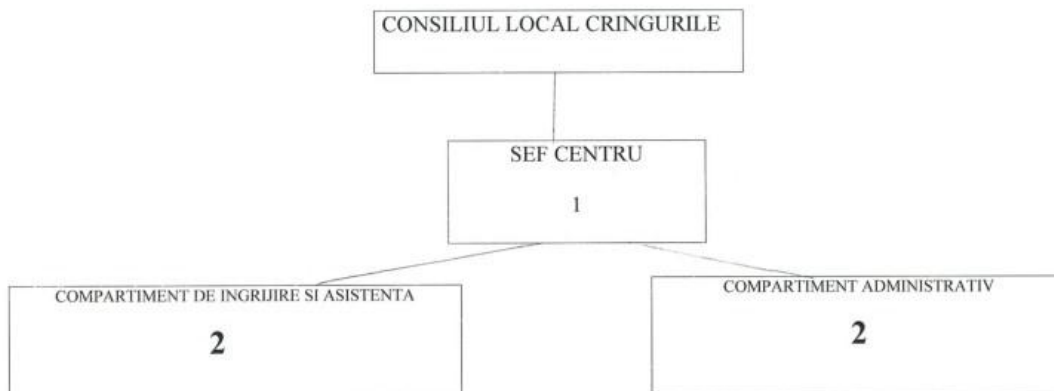 CONSILIUL LOCAL CRINGURILE
SEF CENTRU
1
COMPARTIMENT DE INGRIJIRE SI ASISTENTA
2
COMPARTIMENT ADMINISTRATIV
2